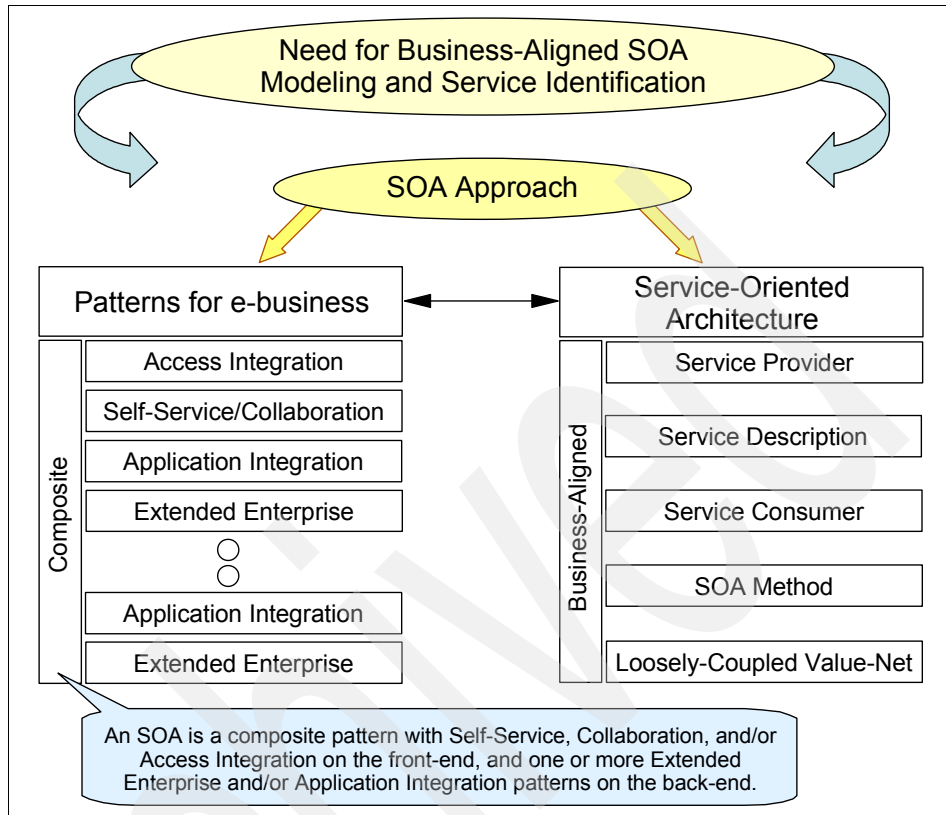 Need for Business-Aligned SOA
Modeling and Service Identification
SOA Approach
Patterns for e-business
Composite
Access Integration
Self-Service/Collaboration
Application Integration
Extended Enterprise
Application Integration
Extended Enterprise
Service-Oriented
Architecture
Business-Aligned
Service Provider
Service Description
Service Consumer
SOA Method
Loosely-Coupled Value-Net
An SOA is a composite pattern with Self-Service, Collaboration, and/or
Access Integration on the front-end, and one or more Extended
Enterprise and/or Application Integration patterns on the back-end.
hived